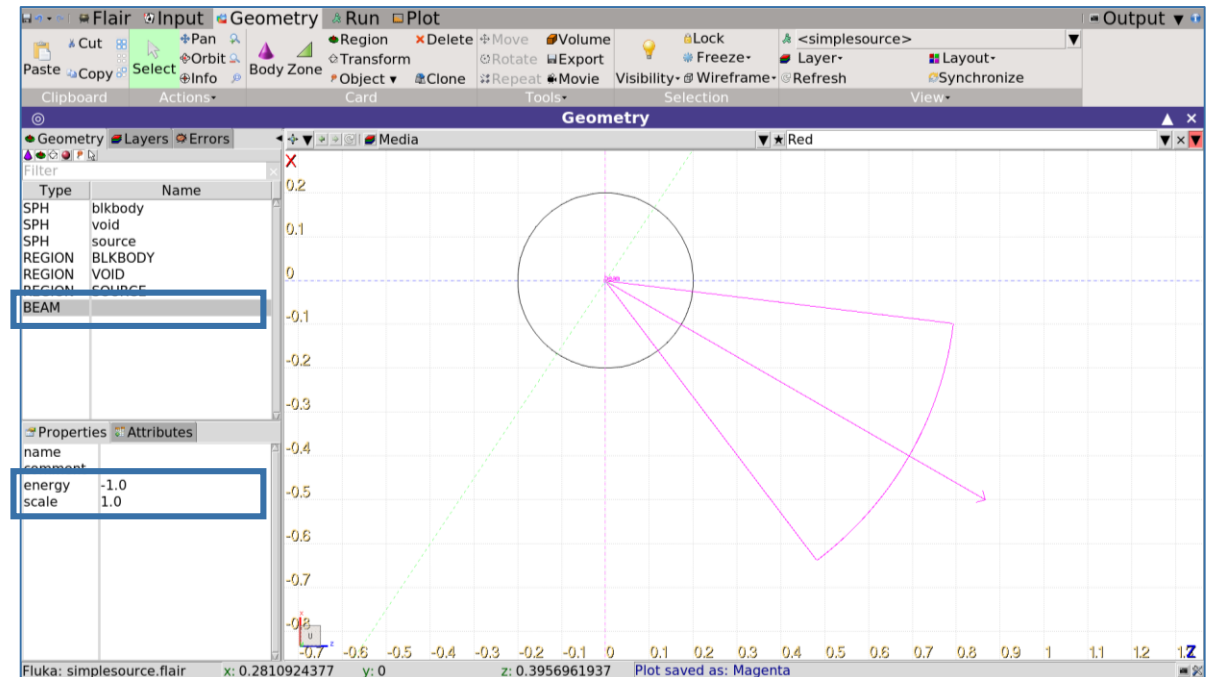 Flair Input Geometry Run Plot Output
Cut Pan Region Delete Move Volume Lock <simplesource>
Paste Copy Select Orbit Info Body Zone Transform Object Clone Rotate Export Repeat Movie Visibility Freeze Wireframe Layer Layout Refresh Synchronize
Clipboard Actions Card Tools Selection View
Geometry
Geometry Layers Errors Media Red
Filter
Type Name
SPH blkbody
SPH void
SPH source
REGION BLKBODY
REGION VOID
REGION SOURCE
BEAM
Properties Attributes
name
comment
energy -1.0
scale 1.0
X
0.2
0.1
0
-0.1
-0.2
-0.3
-0.4
-0.5
-0.6
-0.7
-0.8
-0.7 -0.6 -0.5 -0.4 -0.3 -0.2 -0.1 0 0.1 0.2 0.3 0.4 0.5 0.6 0.7 0.8 0.9 1 1.1 1.2 1.3 Z
Fluka: simplesource.flair x: 0.2810924377 y: 0 z: 0.3956961937 Plot saved as: Magenta